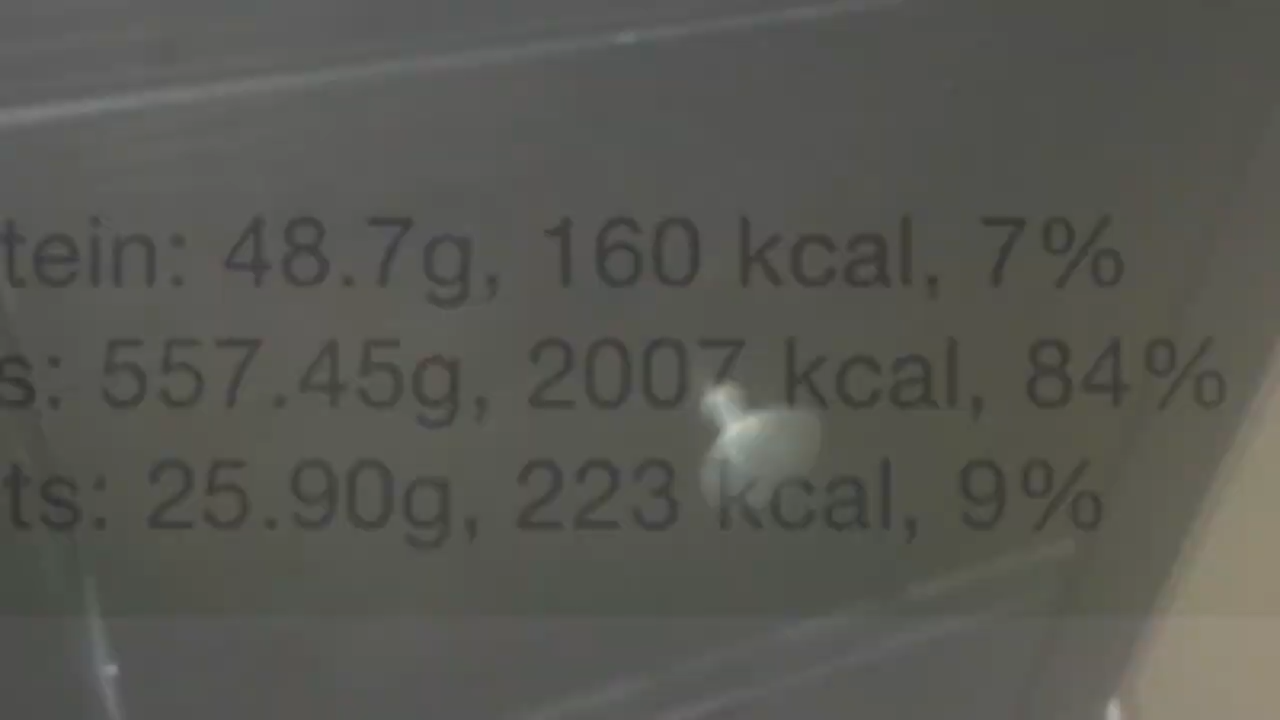 tein: 48.7g, 160 kcal, 7%
s: 557.45g, 2007 kcal, 84%
ts: 25.90g, 223 kcal, 9%